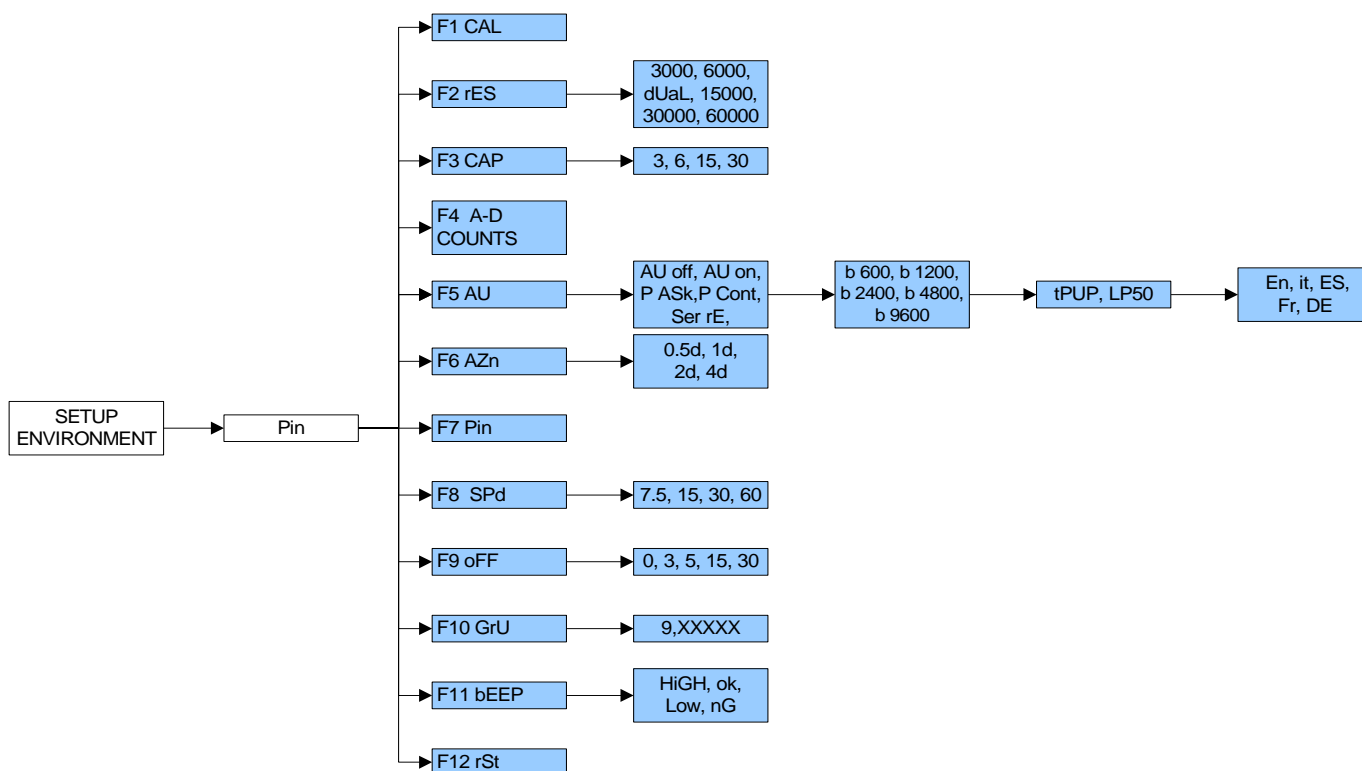 SETUP
ENVIRONMENT
Pin
F1 CAL
F2 rES
3000, 6000,
dUaL, 15000,
30000, 60000
F3 CAP
3, 6, 15, 30
F4 A-D
COUNTS
F5 AU
AU off, AU on,
P ASk,P Cont,
Ser rE,
b 600, b 1200,
b 2400, b 4800,
b 9600
tPUP, LP50
En, it, ES,
Fr, DE
F6 AZn
0.5d, 1d,
2d, 4d
F7 Pin
F8 SPd
7.5, 15, 30, 60
F9 oFF
0, 3, 5, 15, 30
F10 GrU
9,XXXXX
F11 bEEP
HiGH, ok,
Low, nG
F12 rSt